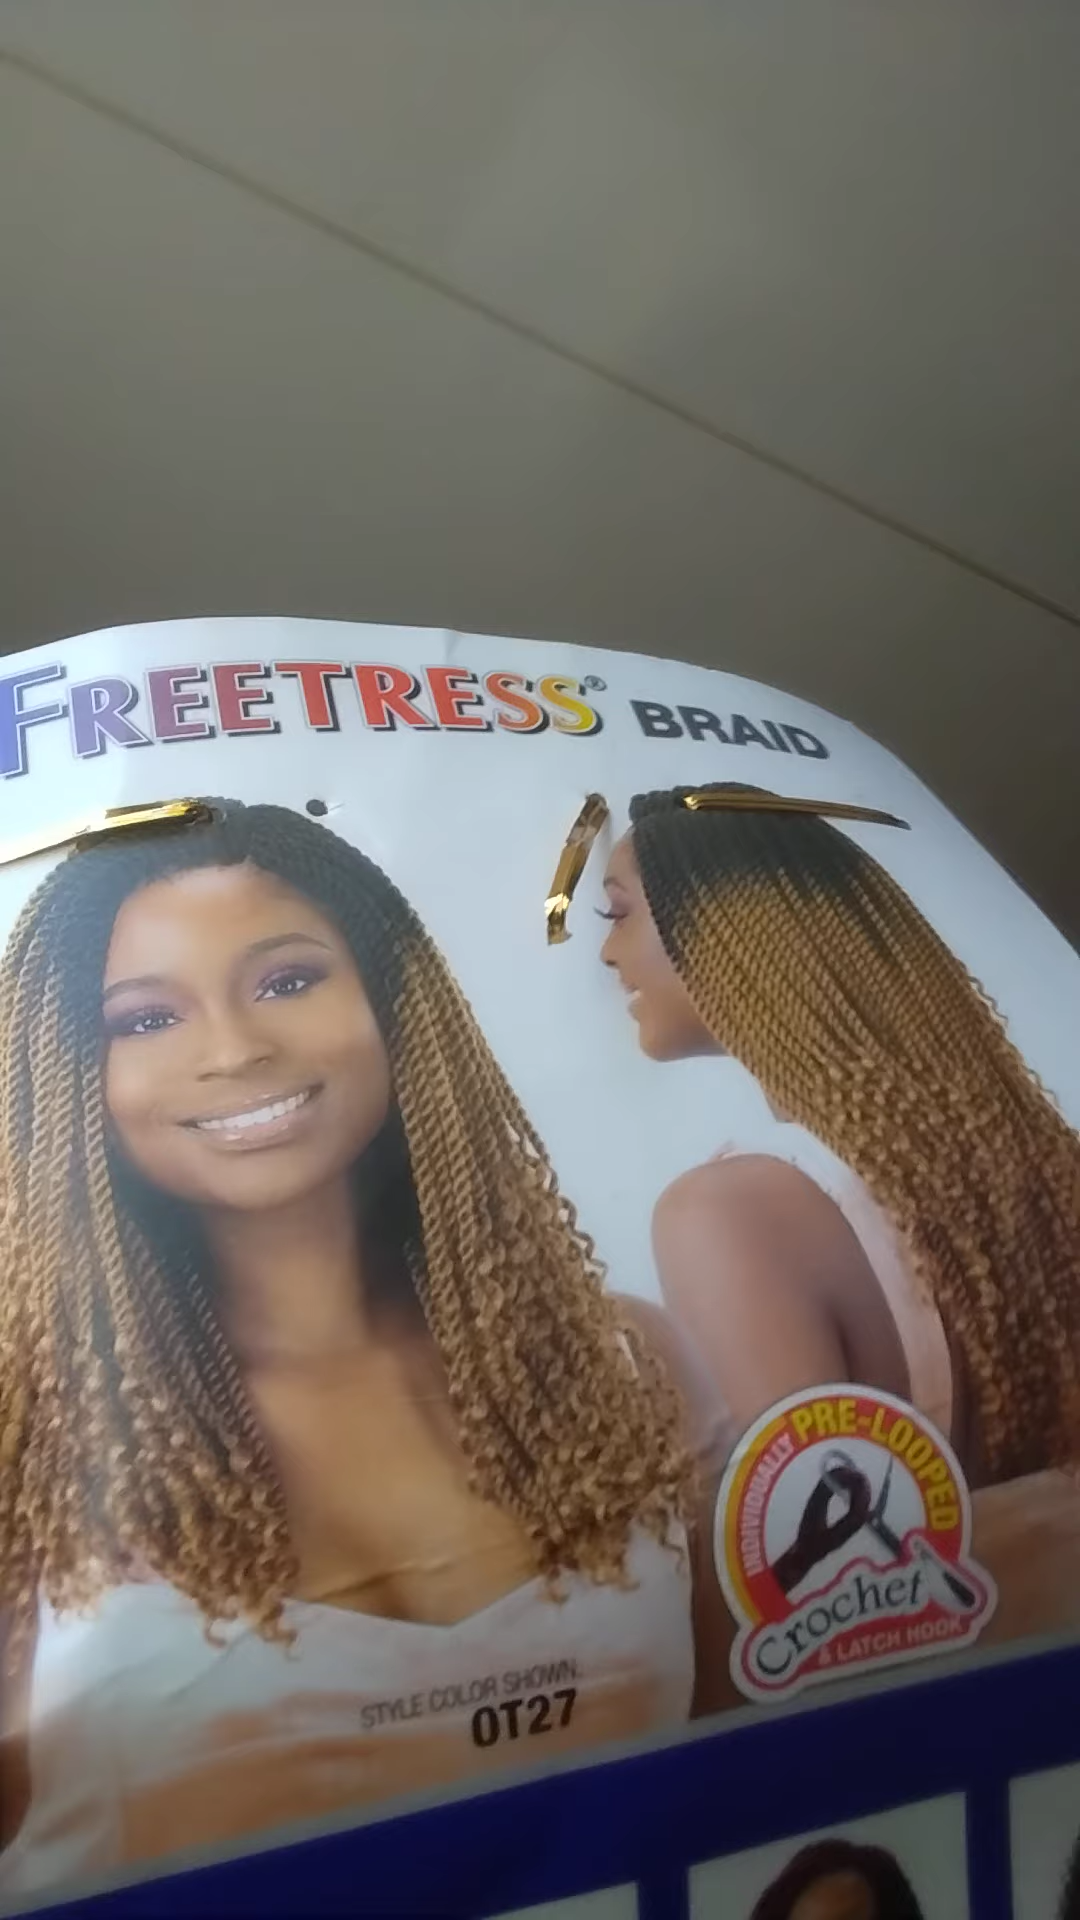 FREETRESS® BRAID
INDIVIDUALLY PRE-LOOPED
Crochet
& LATCH HOOK
STYLE COLOR SHOWN:
OT27